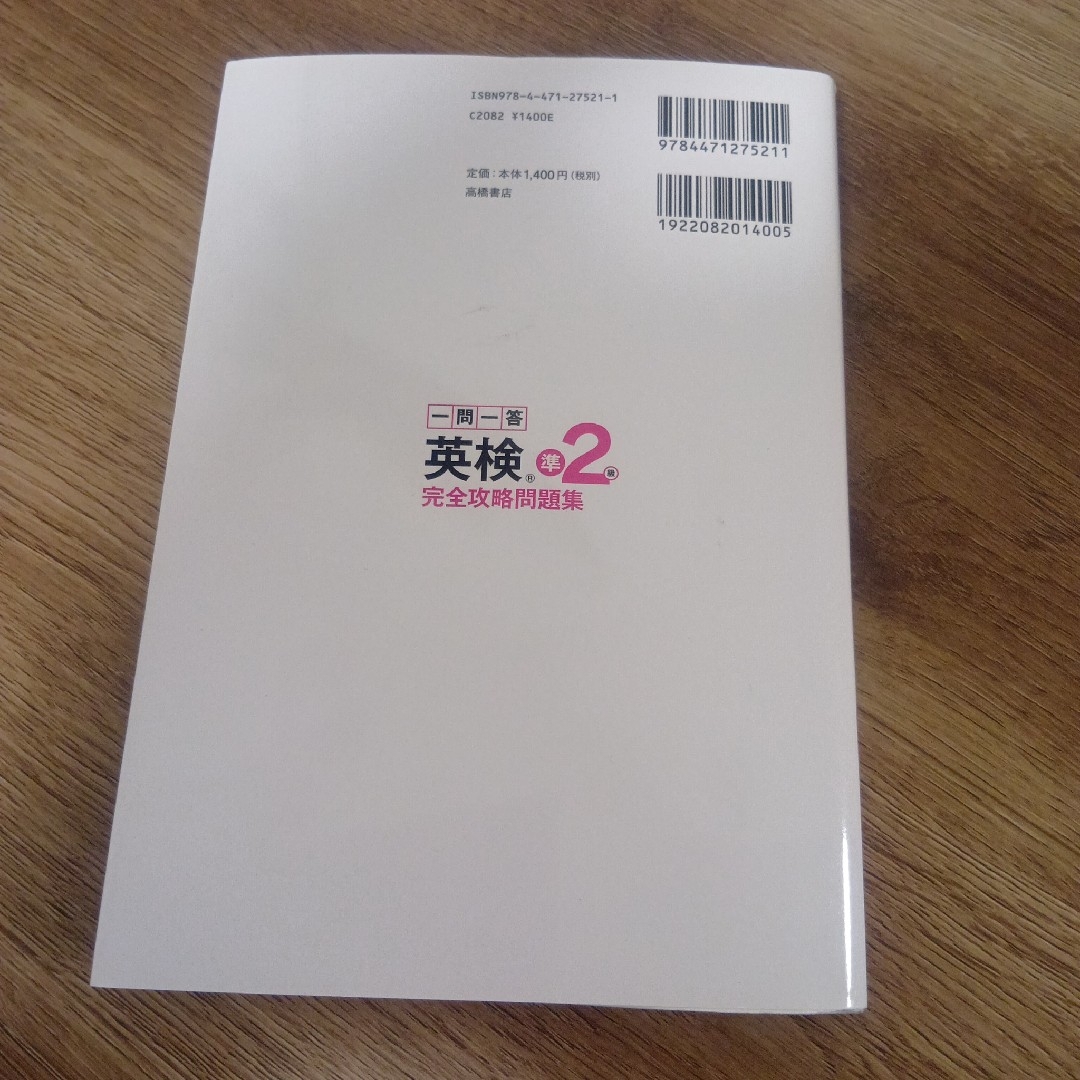 ISBN978-4-471-27521-1
C2082 ¥1400E
定価：本体1,400円（税別）
高橋書店
9784471275211
1922082014005
一問一答
英検® 準2級
完全攻略問題集